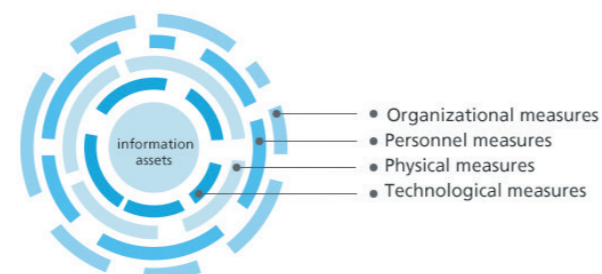 information
assets
Organizational measures
Personnel measures
Physical measures
Technological measures